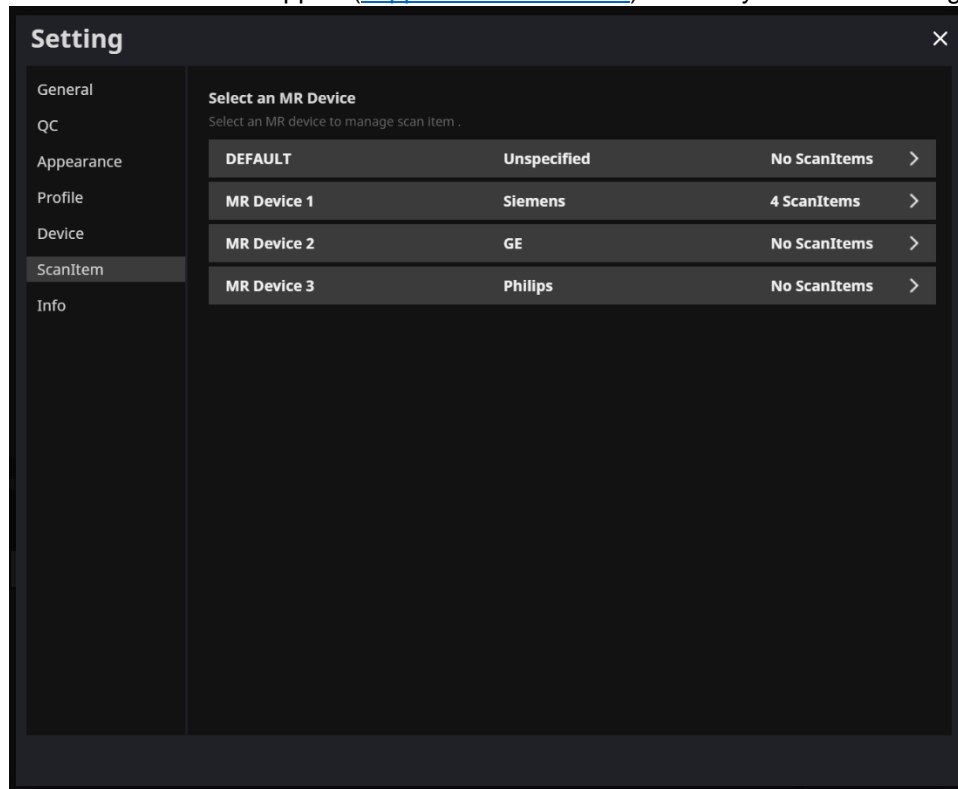 Setting
General
QC
Appearance
Profile
Device
ScanItem
Info
Select an MR Device
Select an MR device to manage scan item .
DEFAULT Unspecified No ScanItems
MR Device 1 Siemens 4 ScanItems
MR Device 2 GE No ScanItems
MR Device 3 Philips No ScanItems